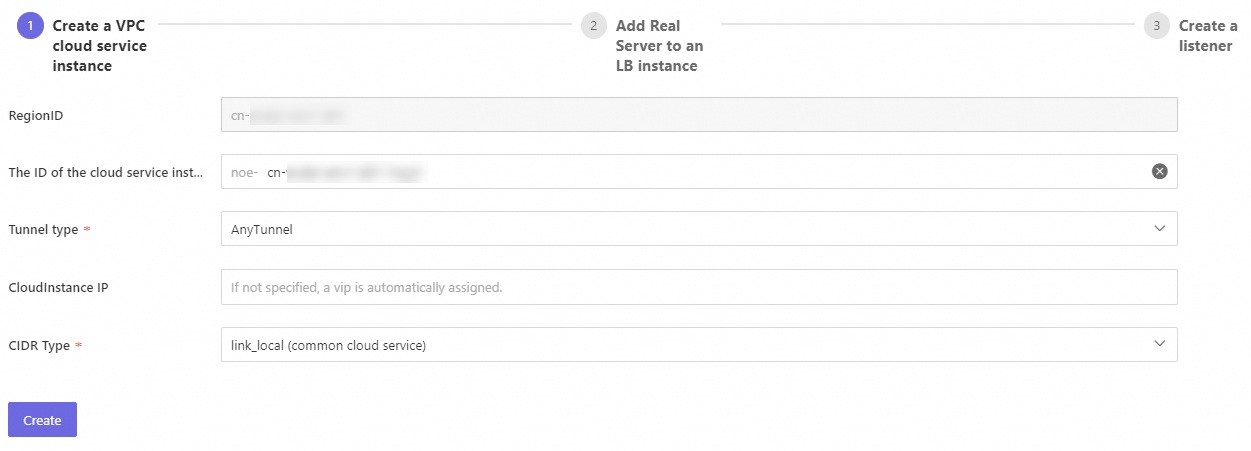 1 Create a VPC
cloud service
instance
2 Add Real
Server to an
LB instance
3 Create a
listener
RegionID cn-
The ID of the cloud service inst... noe- cn-
Tunnel type * AnyTunnel
CloudInstance IP If not specified, a vip is automatically assigned.
CIDR Type * link_local (common cloud service)
Create